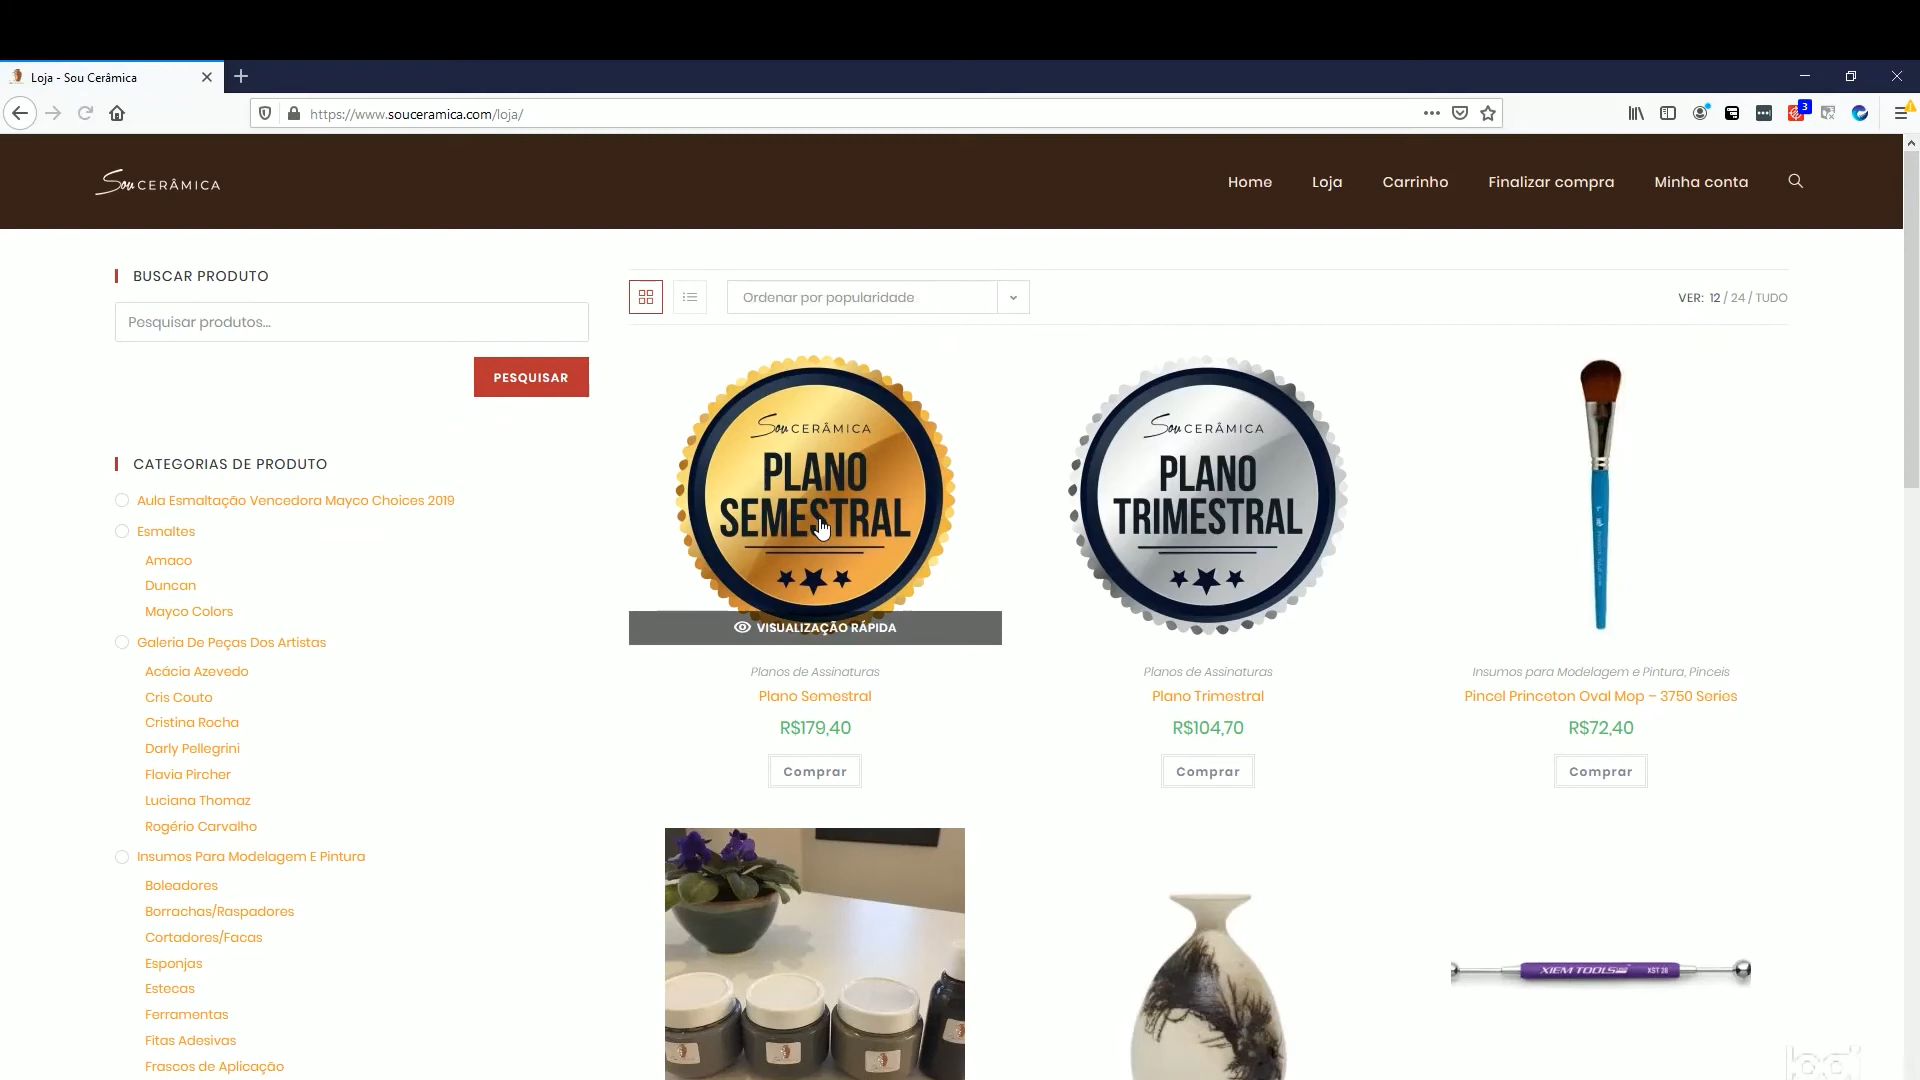 Loja - Sou Cerâmica
https://www.souceramica.com/loja/
3
Sou CERÂMICA
Home
Loja
Carrinho
Finalizar compra
Minha conta
BUSCAR PRODUTO
Pesquisar produtos...
PESQUISAR
CATEGORIAS DE PRODUTO
Aula Esmaltação Vencedora Mayco Choices 2019
Esmaltes
Amaco
Duncan
Mayco Colors
Galeria De Peças Dos Artistas
Acácia Azevedo
Cris Couto
Cristina Rocha
Darly Pellegrini
Flavia Pircher
Luciana Thomaz
Rogério Carvalho
Insumos Para Modelagem E Pintura
Boleadores
Borrachas/Raspadores
Cortadores/Facas
Esponjas
Estecas
Ferramentas
Fitas Adesivas
Frascos de Aplicação
Ordenar por popularidade
VER: 12 / 24 / TUDO
Sou CERÂMICA
PLANO
SEMESTRAL
VISUALIZAÇÃO RÁPIDA
Planos de Assinaturas
Plano Semestral
R$179,40
Comprar
Sou CERÂMICA
PLANO
TRIMESTRAL
Planos de Assinaturas
Plano Trimestral
R$104,70
Comprar
Insumos para Modelagem e Pintura, Pinceis
Pincel Princeton Oval Mop – 3750 Series
R$72,40
Comprar
XIEM TOOLS
XST 28